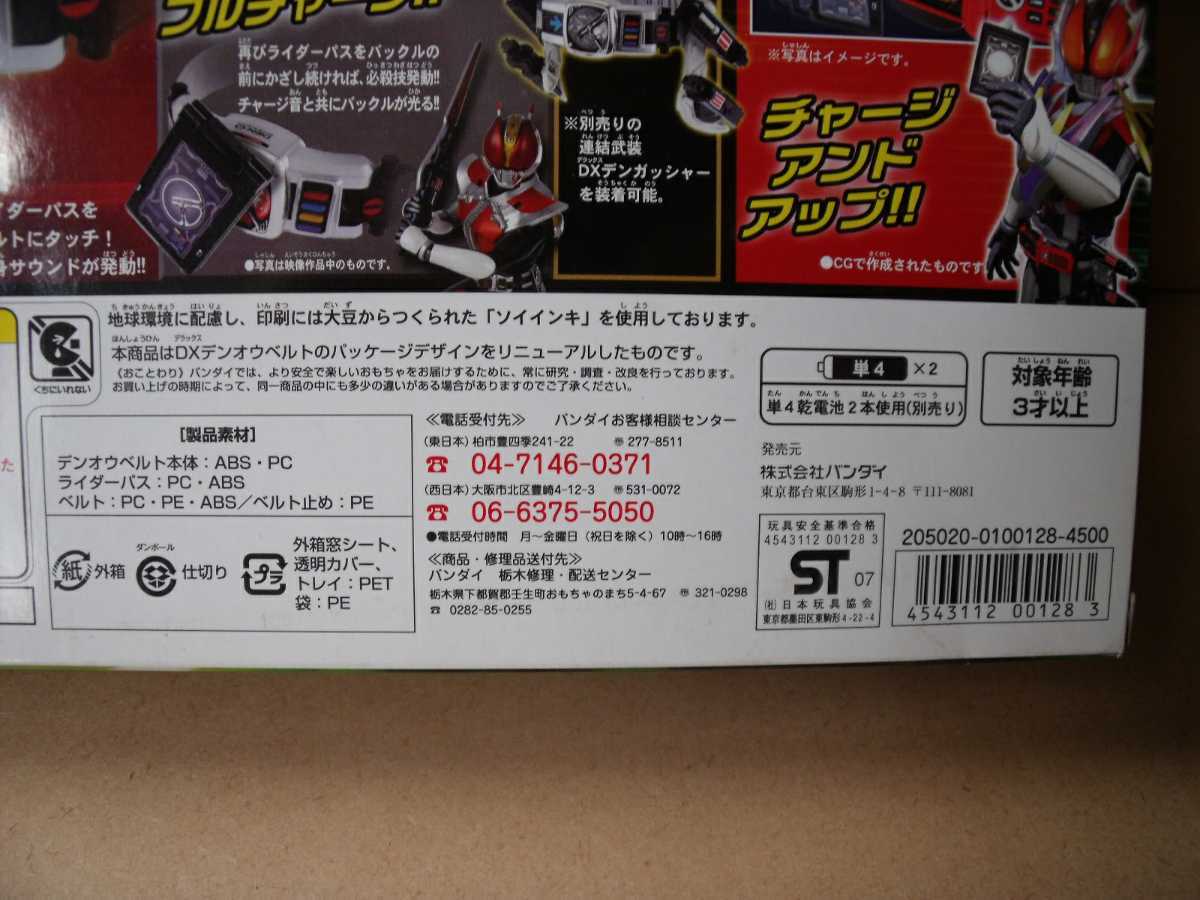 フルチャージ!!
再びライダーパスをバックルの
前にかざし続ければ、必殺技発動!!
チャージ音と共にバックルが光る!!
※別売りの
連結武装
DXデンガッシャー
を装着可能。
※写真はイメージです。
チャージ
アンド
アップ!!
イダーパスを
ルトにタッチ!
身サウンドが発動!!
●写真は映像作品中のものです。
●CGで作成されたものです
地球環境に配慮し、印刷には大豆からつくられた「ソイインキ」を使用しております。
本商品はDXデンオウベルトのパッケージデザインをリニューアルしたものです。
《おことわり》バンダイでは、より安全で楽しいおもちゃをお届けするために、常に研究・調査・改良を行っております。
お買い上げの時期によって、同一商品の中にも多少の違いがある場合がありますのでご了承ください。
くちにいれない
た
[製品素材]
デンオウベルト本体:ABS・PC
ライダーパス:PC・ABS
ベルト:PC・PE・ABS/ベルト止め:PE
紙 外箱
ダンボール
仕切り
プラ
外箱窓シート、
透明カバー、
トレイ:PET
袋:PE
≪電話受付先≫ バンダイお客様相談センター
(東日本)柏市豊四季241-22 〠277-8511
☎ 04-7146-0371
(西日本)大阪市北区豊崎4-12-3 〠531-0072
☎ 06-6375-5050
●電話受付時間 月〜金曜日(祝日を除く)10時〜16時
≪商品・修理品送付先≫
バンダイ 栃木修理・配送センター
栃木県下都賀郡壬生町おもちゃのまち5-4-67 〠321-0298
☎ 0282-85-0255
単4 ×2
単4乾電池2本使用(別売り)
対象年齢
3才以上
発売元
株式会社バンダイ
東京都台東区駒形1-4-8 〒111-8081
玩具安全基準合格
4543112 00128 3
ST 07
(社)日本玩具協会
東京都墨田区東駒形4-22-4
205020-0100128-4500
4543112 001283